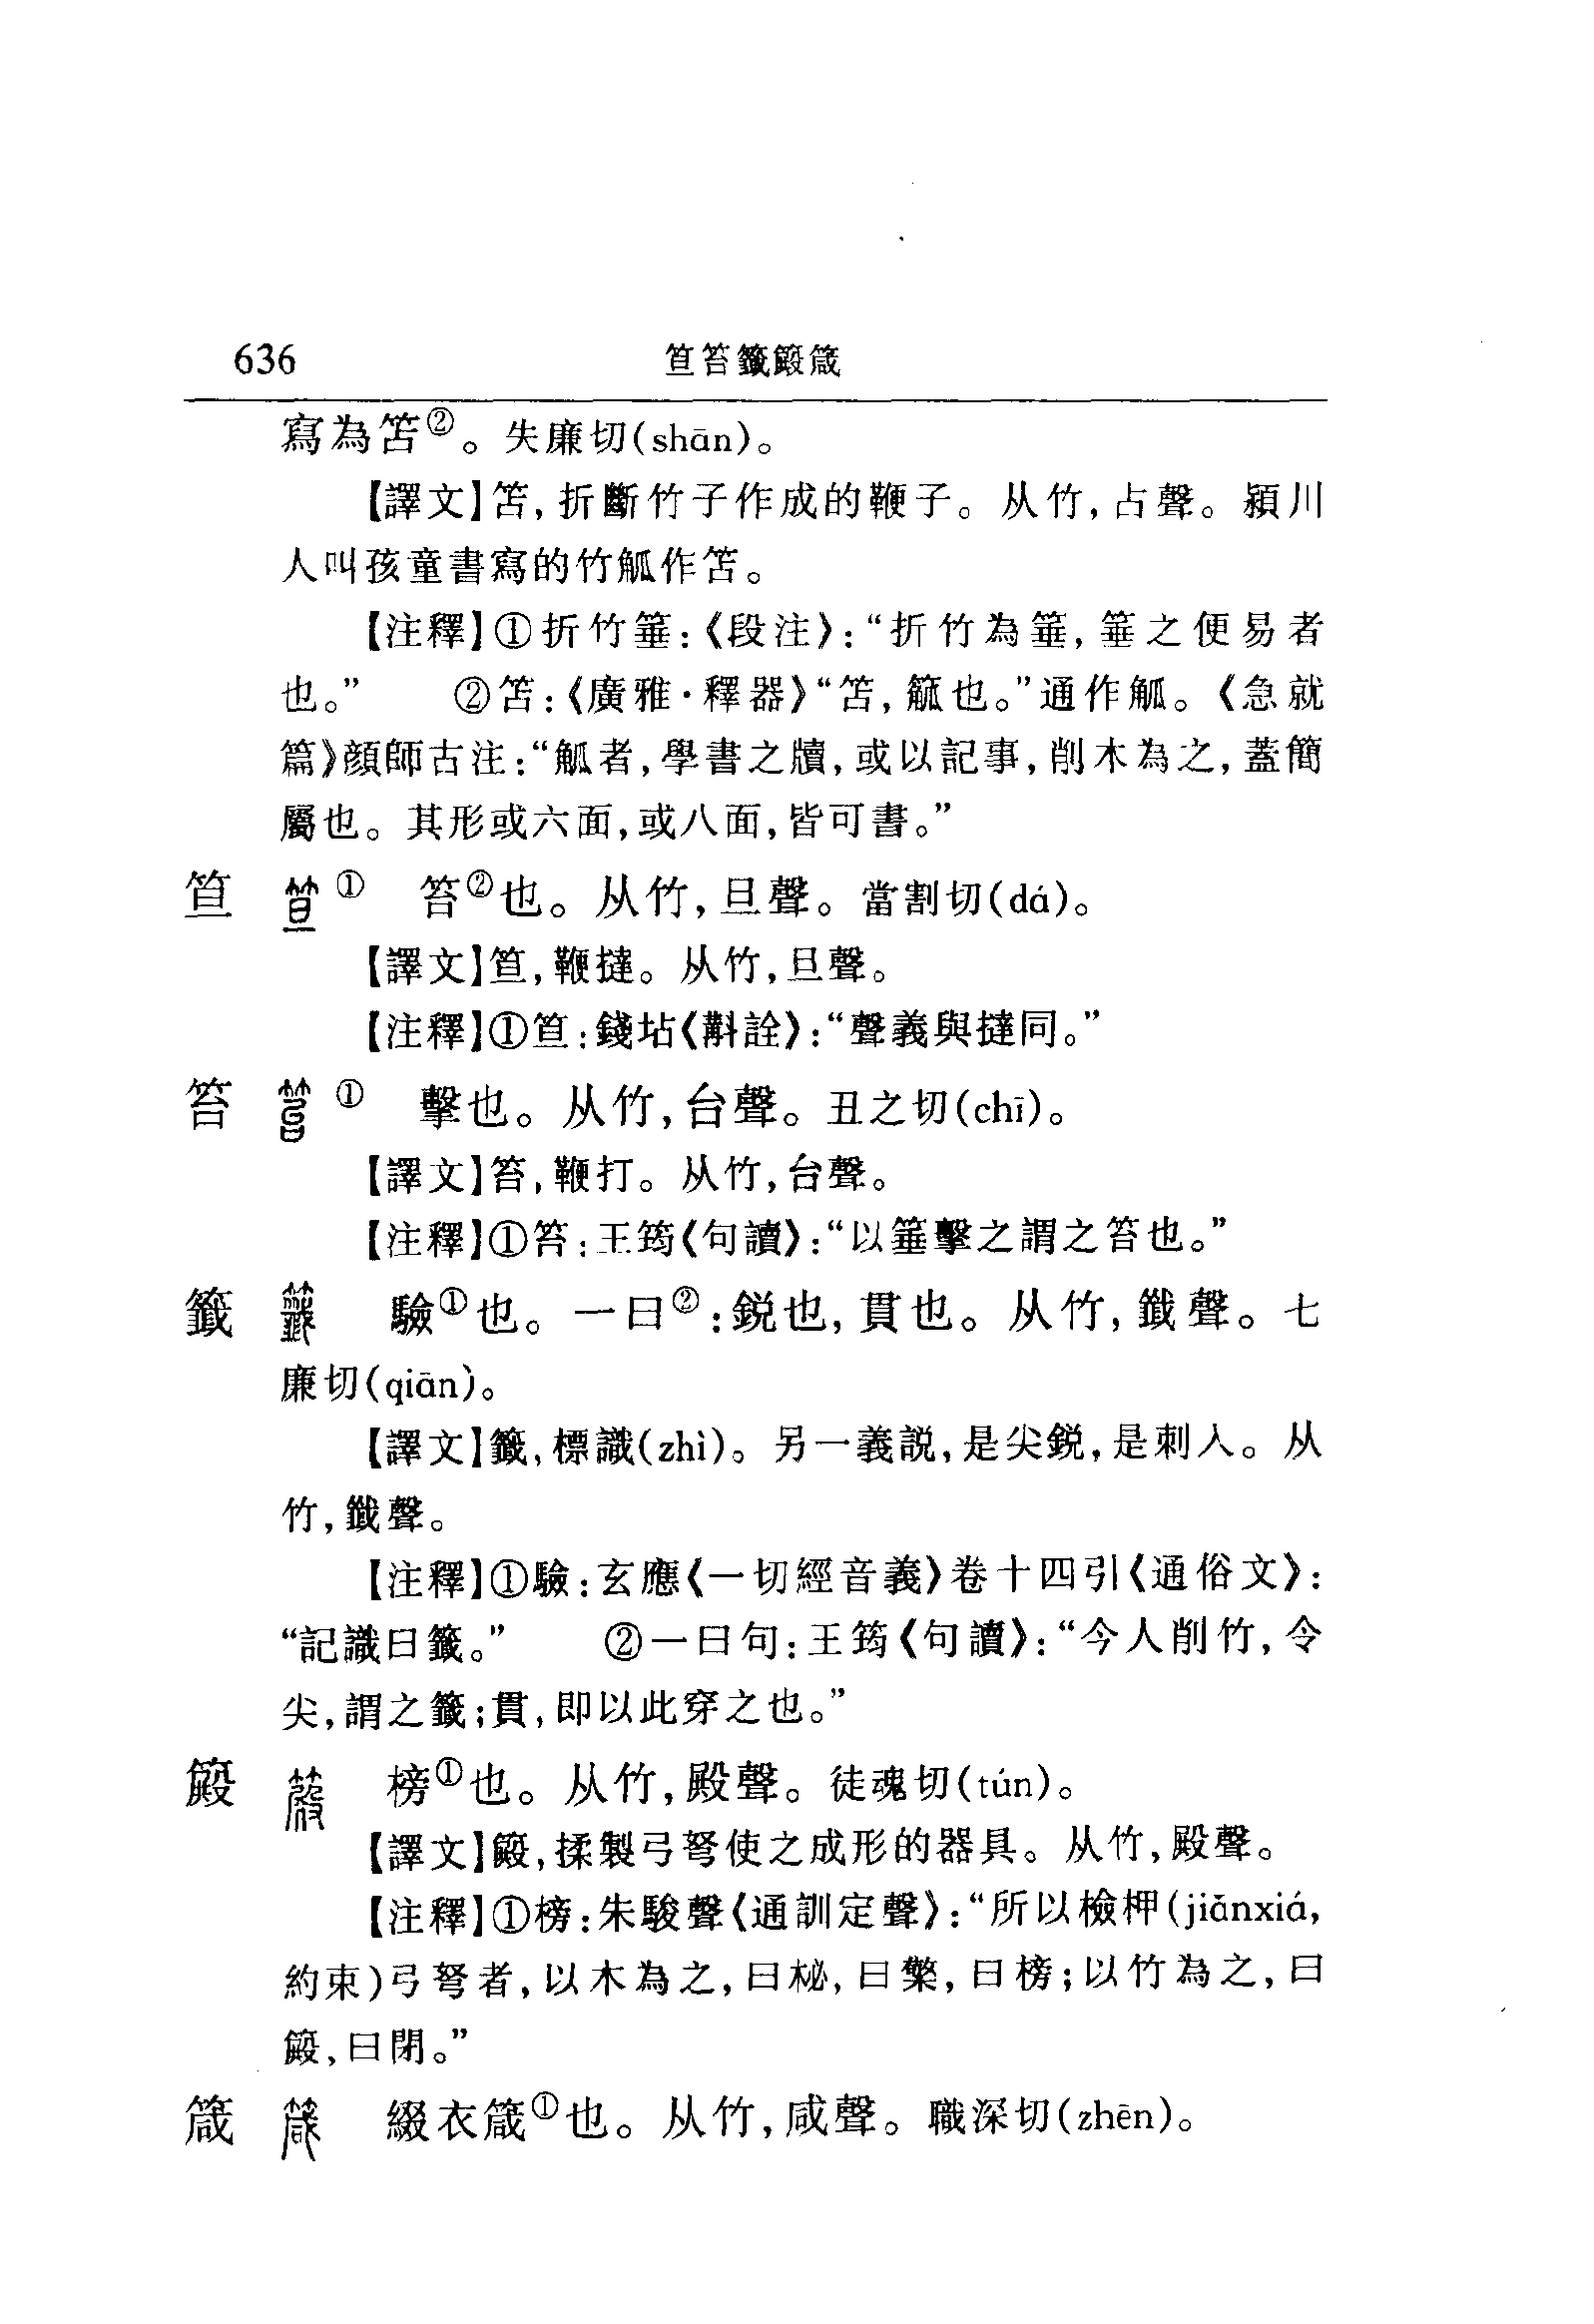 636 笪笞籤䈏箴
寫為笘②。失廉切(shān)。
【譯文】笘,折斷竹子作成的鞭子。从竹,占聲。潁川
人叫孩童書寫的竹觚作笘。
【注釋】①折竹箠:《段注》:“折竹為箠,箠之便易者
也。” ②笘:《廣雅·釋器》“笘,籂也。”通作觚。《急就
篇》顔師古注:“觚者,學書之牘,或以記事,削木為之,蓋簡
屬也。其形或六面,或八面,皆可書。”
笪 笪① 笞②也。从竹,旦聲。當割切(dá)。
【譯文】笪,鞭撻。从竹,旦聲。
【注釋】①笪:錢坫《斠詮》:“聲義與撻同。”
笞 笞① 擊也。从竹,台聲。丑之切(chī)。
【譯文】笞,鞭打。从竹,台聲。
【注釋】①笞:王筠《句讀》:“以箠擊之謂之笞也。”
籤 籤 驗①也。一曰②:鋭也,貫也。从竹,韱聲。七
廉切(qiān)。
【譯文】籤,標識(zhì)。另一義説,是尖鋭,是刺入。从
竹,韱聲。
【注釋】①驗:玄應《一切經音義》卷十四引《通俗文》:
“記識曰籤。” ②一曰句:王筠《句讀》:“今人削竹,令
尖,謂之籤;貫,即以此穿之也。”
𥴫 𥴫 榜①也。从竹,殿聲。徒魂切(tún)。
【譯文】𥴫,揉製弓弩使之成形的器具。从竹,殿聲。
【注釋】①榜:朱駿聲《通訓定聲》:“所以檢柙(jiǎnxiá,
約束)弓弩者,以木為之,曰柲,曰檠,曰榜;以竹為之,曰
𥴫,曰閉。”
箴 箴 綴衣箴①也。从竹,咸聲。職深切(zhēn)。